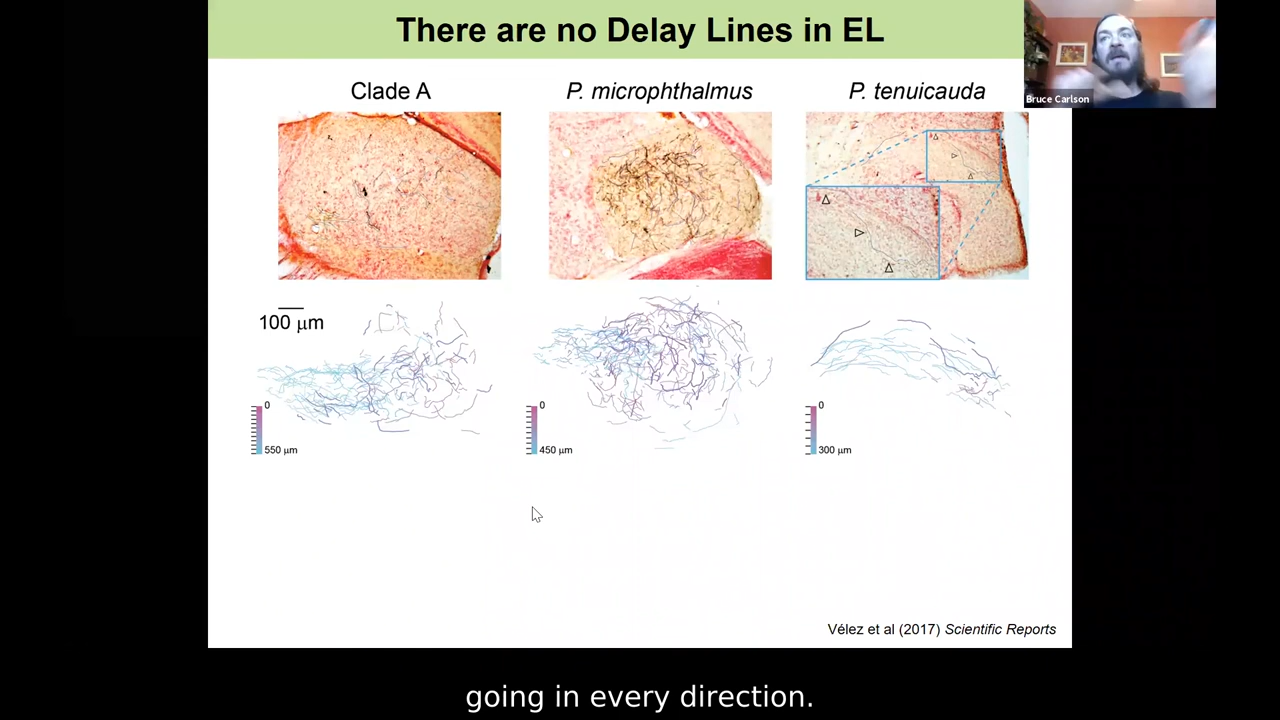 There are no Delay Lines in EL
Bruce Carlson
Clade A
P. microphthalmus
P. tenuicauda
100 μm
0
550 μm
0
450 μm
0
300 μm
Vélez et al (2017) Scientific Reports
going in every direction.